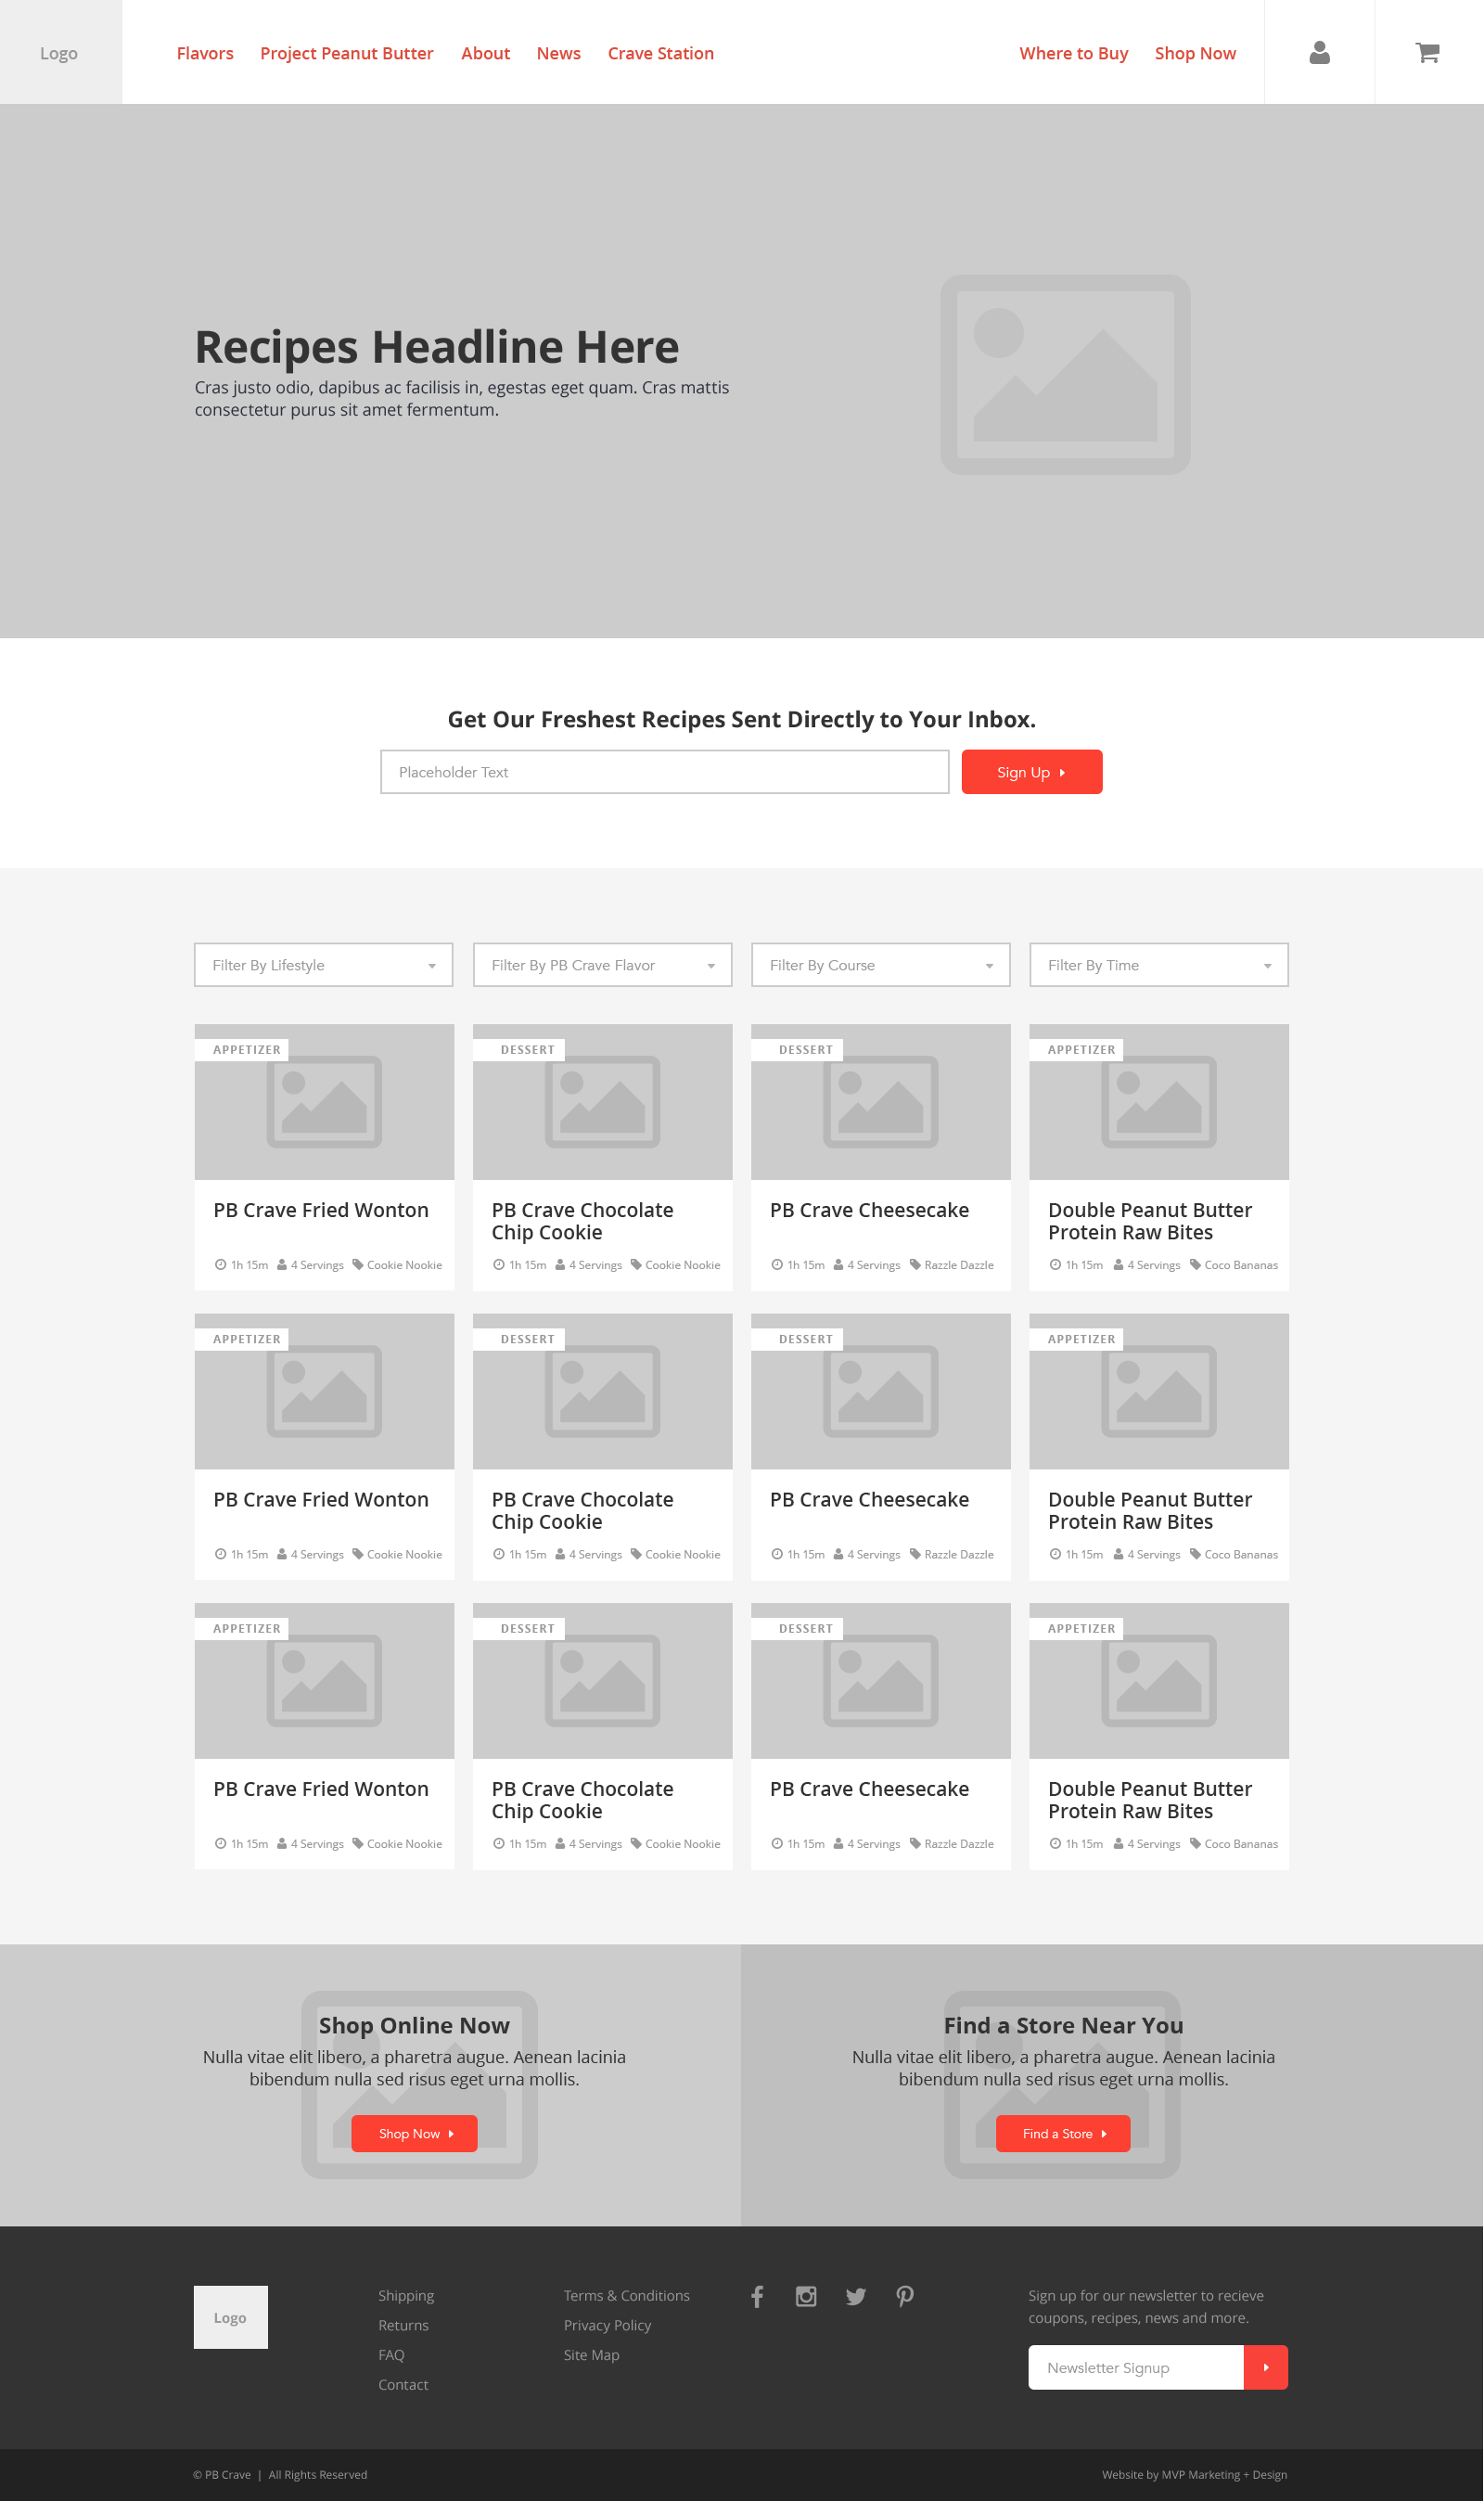 Logo
Flavors Project Peanut Butter About News Crave Station
Where to Buy Shop Now
Recipes Headline Here
Cras justo odio, dapibus ac facilisis in, egestas eget quam. Cras mattis
consectetur purus sit amet fermentum.
Get Our Freshest Recipes Sent Directly to Your Inbox.
Placeholder Text
Sign Up
Filter By Lifestyle
Filter By PB Crave Flavor
Filter By Course
Filter By Time
APPETIZER
PB Crave Fried Wonton
1h 15m 4 Servings Cookie Nookie
DESSERT
PB Crave Chocolate
Chip Cookie
1h 15m 4 Servings Cookie Nookie
DESSERT
PB Crave Cheesecake
1h 15m 4 Servings Razzle Dazzle
APPETIZER
Double Peanut Butter
Protein Raw Bites
1h 15m 4 Servings Coco Bananas
APPETIZER
PB Crave Fried Wonton
1h 15m 4 Servings Cookie Nookie
DESSERT
PB Crave Chocolate
Chip Cookie
1h 15m 4 Servings Cookie Nookie
DESSERT
PB Crave Cheesecake
1h 15m 4 Servings Razzle Dazzle
APPETIZER
Double Peanut Butter
Protein Raw Bites
1h 15m 4 Servings Coco Bananas
APPETIZER
PB Crave Fried Wonton
1h 15m 4 Servings Cookie Nookie
DESSERT
PB Crave Chocolate
Chip Cookie
1h 15m 4 Servings Cookie Nookie
DESSERT
PB Crave Cheesecake
1h 15m 4 Servings Razzle Dazzle
APPETIZER
Double Peanut Butter
Protein Raw Bites
1h 15m 4 Servings Coco Bananas
Shop Online Now
Nulla vitae elit libero, a pharetra augue. Aenean lacinia
bibendum nulla sed risus eget urna mollis.
Shop Now
Find a Store Near You
Nulla vitae elit libero, a pharetra augue. Aenean lacinia
bibendum nulla sed risus eget urna mollis.
Find a Store
Logo
Shipping
Returns
FAQ
Contact
Terms & Conditions
Privacy Policy
Site Map
Sign up for our newsletter to recieve
coupons, recipes, news and more.
Newsletter Signup
© PB Crave | All Rights Reserved
Website by MVP Marketing + Design